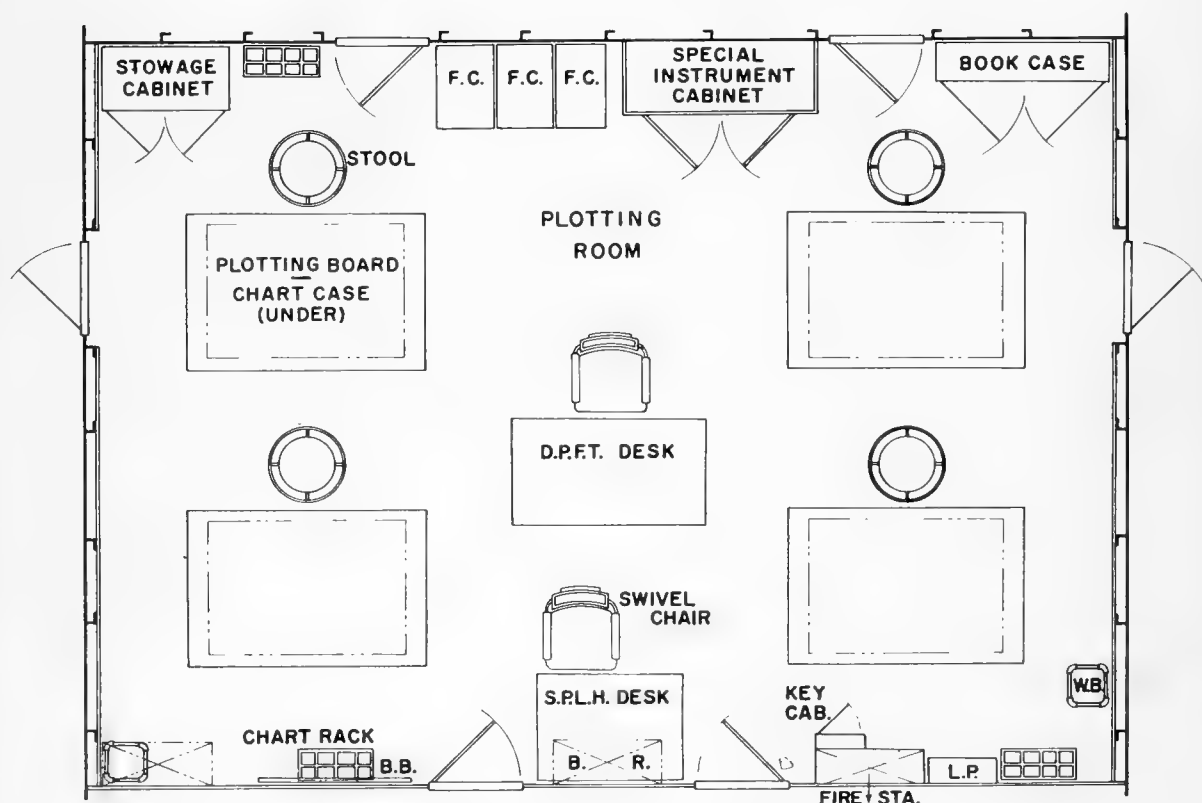 STOWAGE
CABINET
F.C.
F.C.
F.C.
SPECIAL
INSTRUMENT
CABINET
BOOK CASE
STOOL
PLOTTING
ROOM
PLOTTING BOARD
CHART CASE
(UNDER)
D.P.F.T. DESK
SWIVEL
CHAIR
S.P.L.H. DESK
B. R.
KEY
CAB.
W.B.
CHART RACK
B.B.
L.P.
FIRE STA.